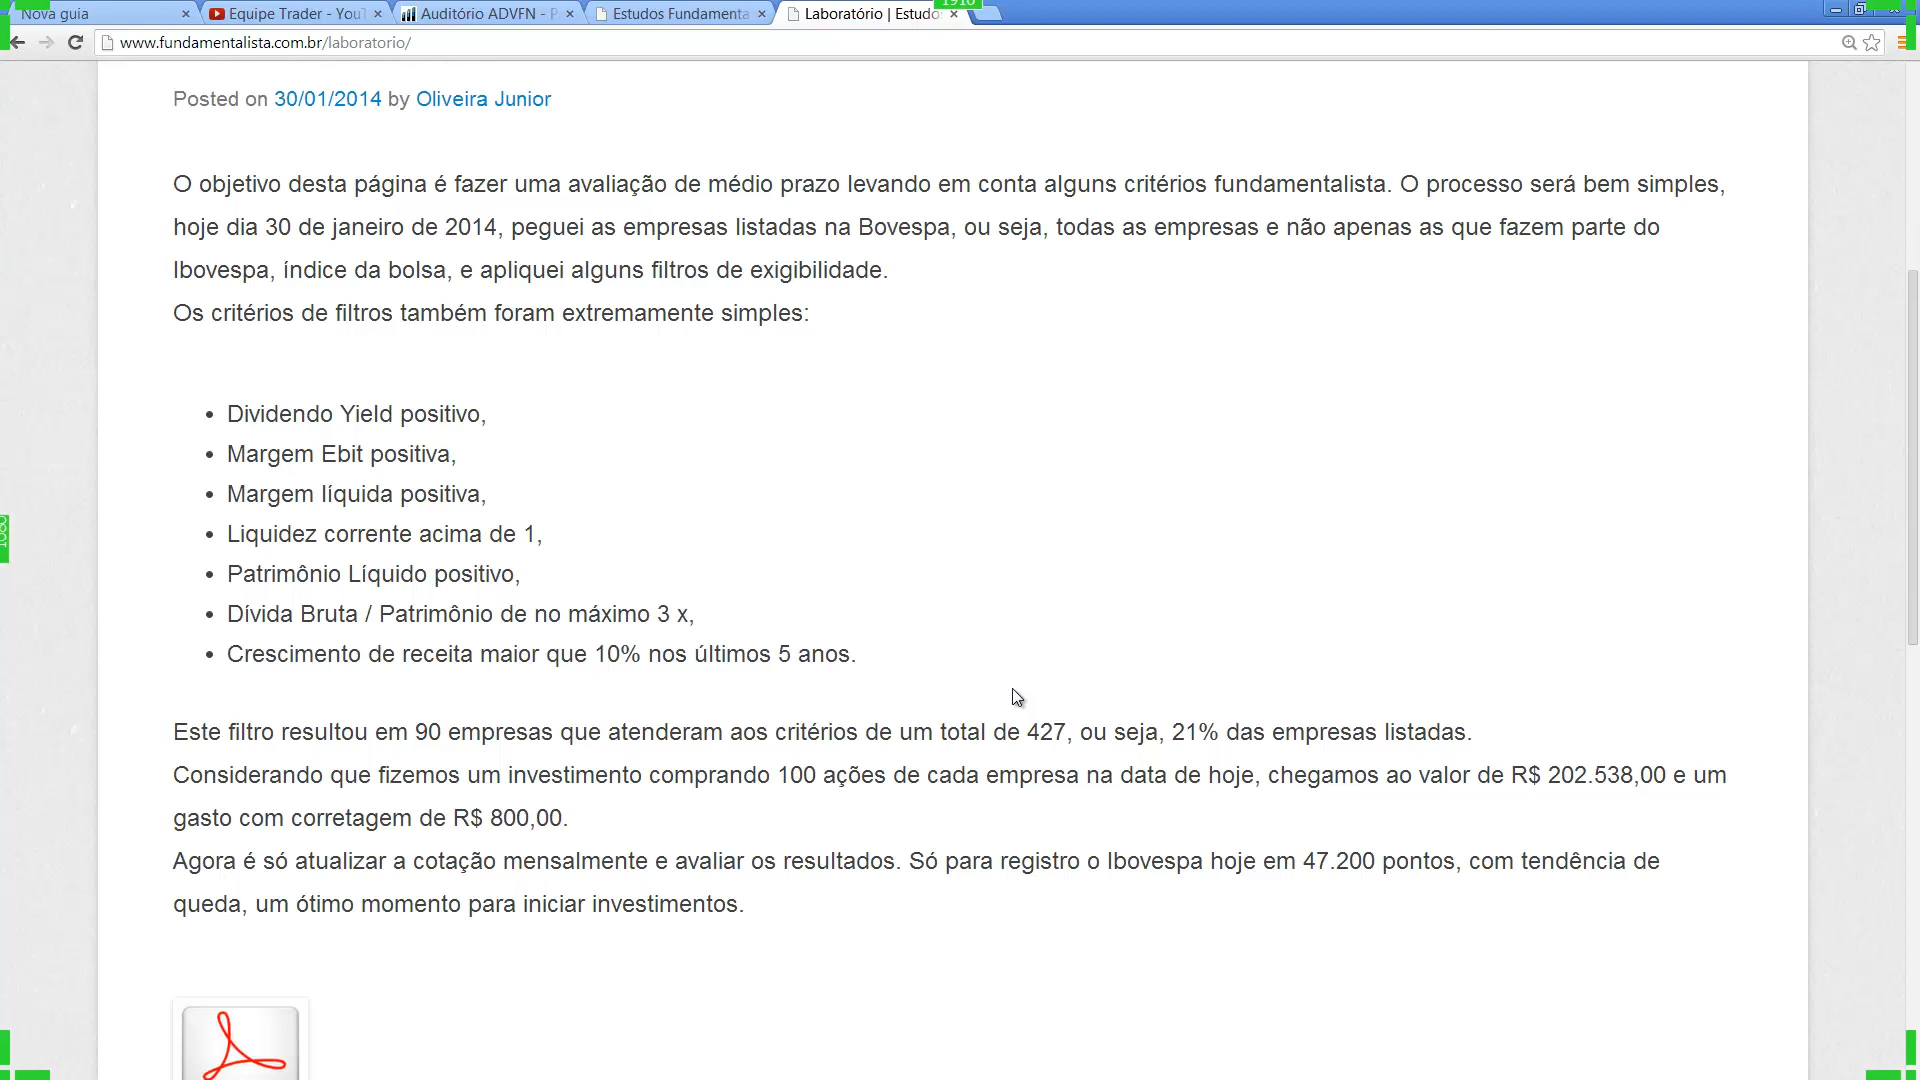 Nova guia
Equipe Trader - You
Auditório ADVFN - P
Estudos Fundamenta
Laboratório | Estudo
1910
www.fundamentalista.com.br/laboratorio/
Posted on 30/01/2014 by Oliveira Junior
O objetivo desta página é fazer uma avaliação de médio prazo levando em conta alguns critérios fundamentalista. O processo será bem simples,
hoje dia 30 de janeiro de 2014, peguei as empresas listadas na Bovespa, ou seja, todas as empresas e não apenas as que fazem parte do
Ibovespa, índice da bolsa, e apliquei alguns filtros de exigibilidade.
Os critérios de filtros também foram extremamente simples:
• Dividendo Yield positivo,
• Margem Ebit positiva,
• Margem líquida positiva,
• Liquidez corrente acima de 1,
1080
• Patrimônio Líquido positivo,
• Dívida Bruta / Patrimônio de no máximo 3 x,
• Crescimento de receita maior que 10% nos últimos 5 anos.
Este filtro resultou em 90 empresas que atenderam aos critérios de um total de 427, ou seja, 21% das empresas listadas.
Considerando que fizemos um investimento comprando 100 ações de cada empresa na data de hoje, chegamos ao valor de R$ 202.538,00 e um
gasto com corretagem de R$ 800,00.
Agora é só atualizar a cotação mensalmente e avaliar os resultados. Só para registro o Ibovespa hoje em 47.200 pontos, com tendência de
queda, um ótimo momento para iniciar investimentos.